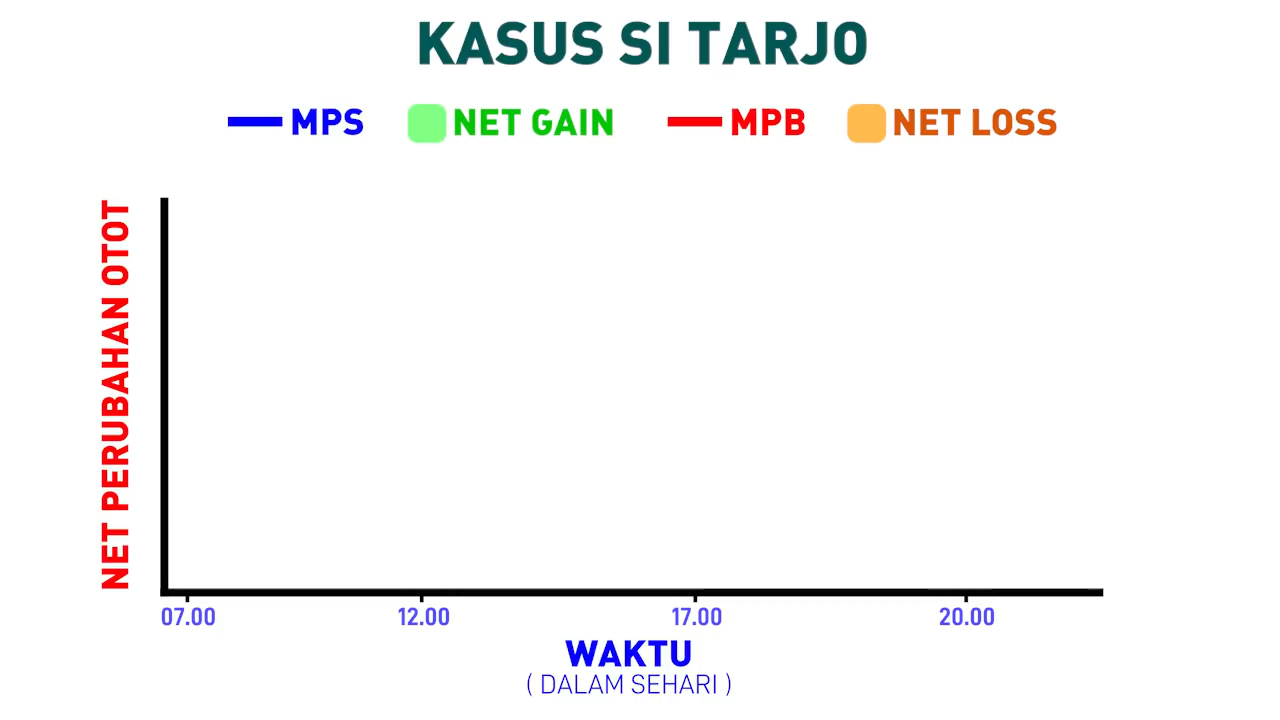 KASUS SI TARJO
MPS NET GAIN MPB NET LOSS
NET PERUBAHAN OTOT
07.00 12.00 17.00 20.00
WAKTU
( DALAM SEHARI )